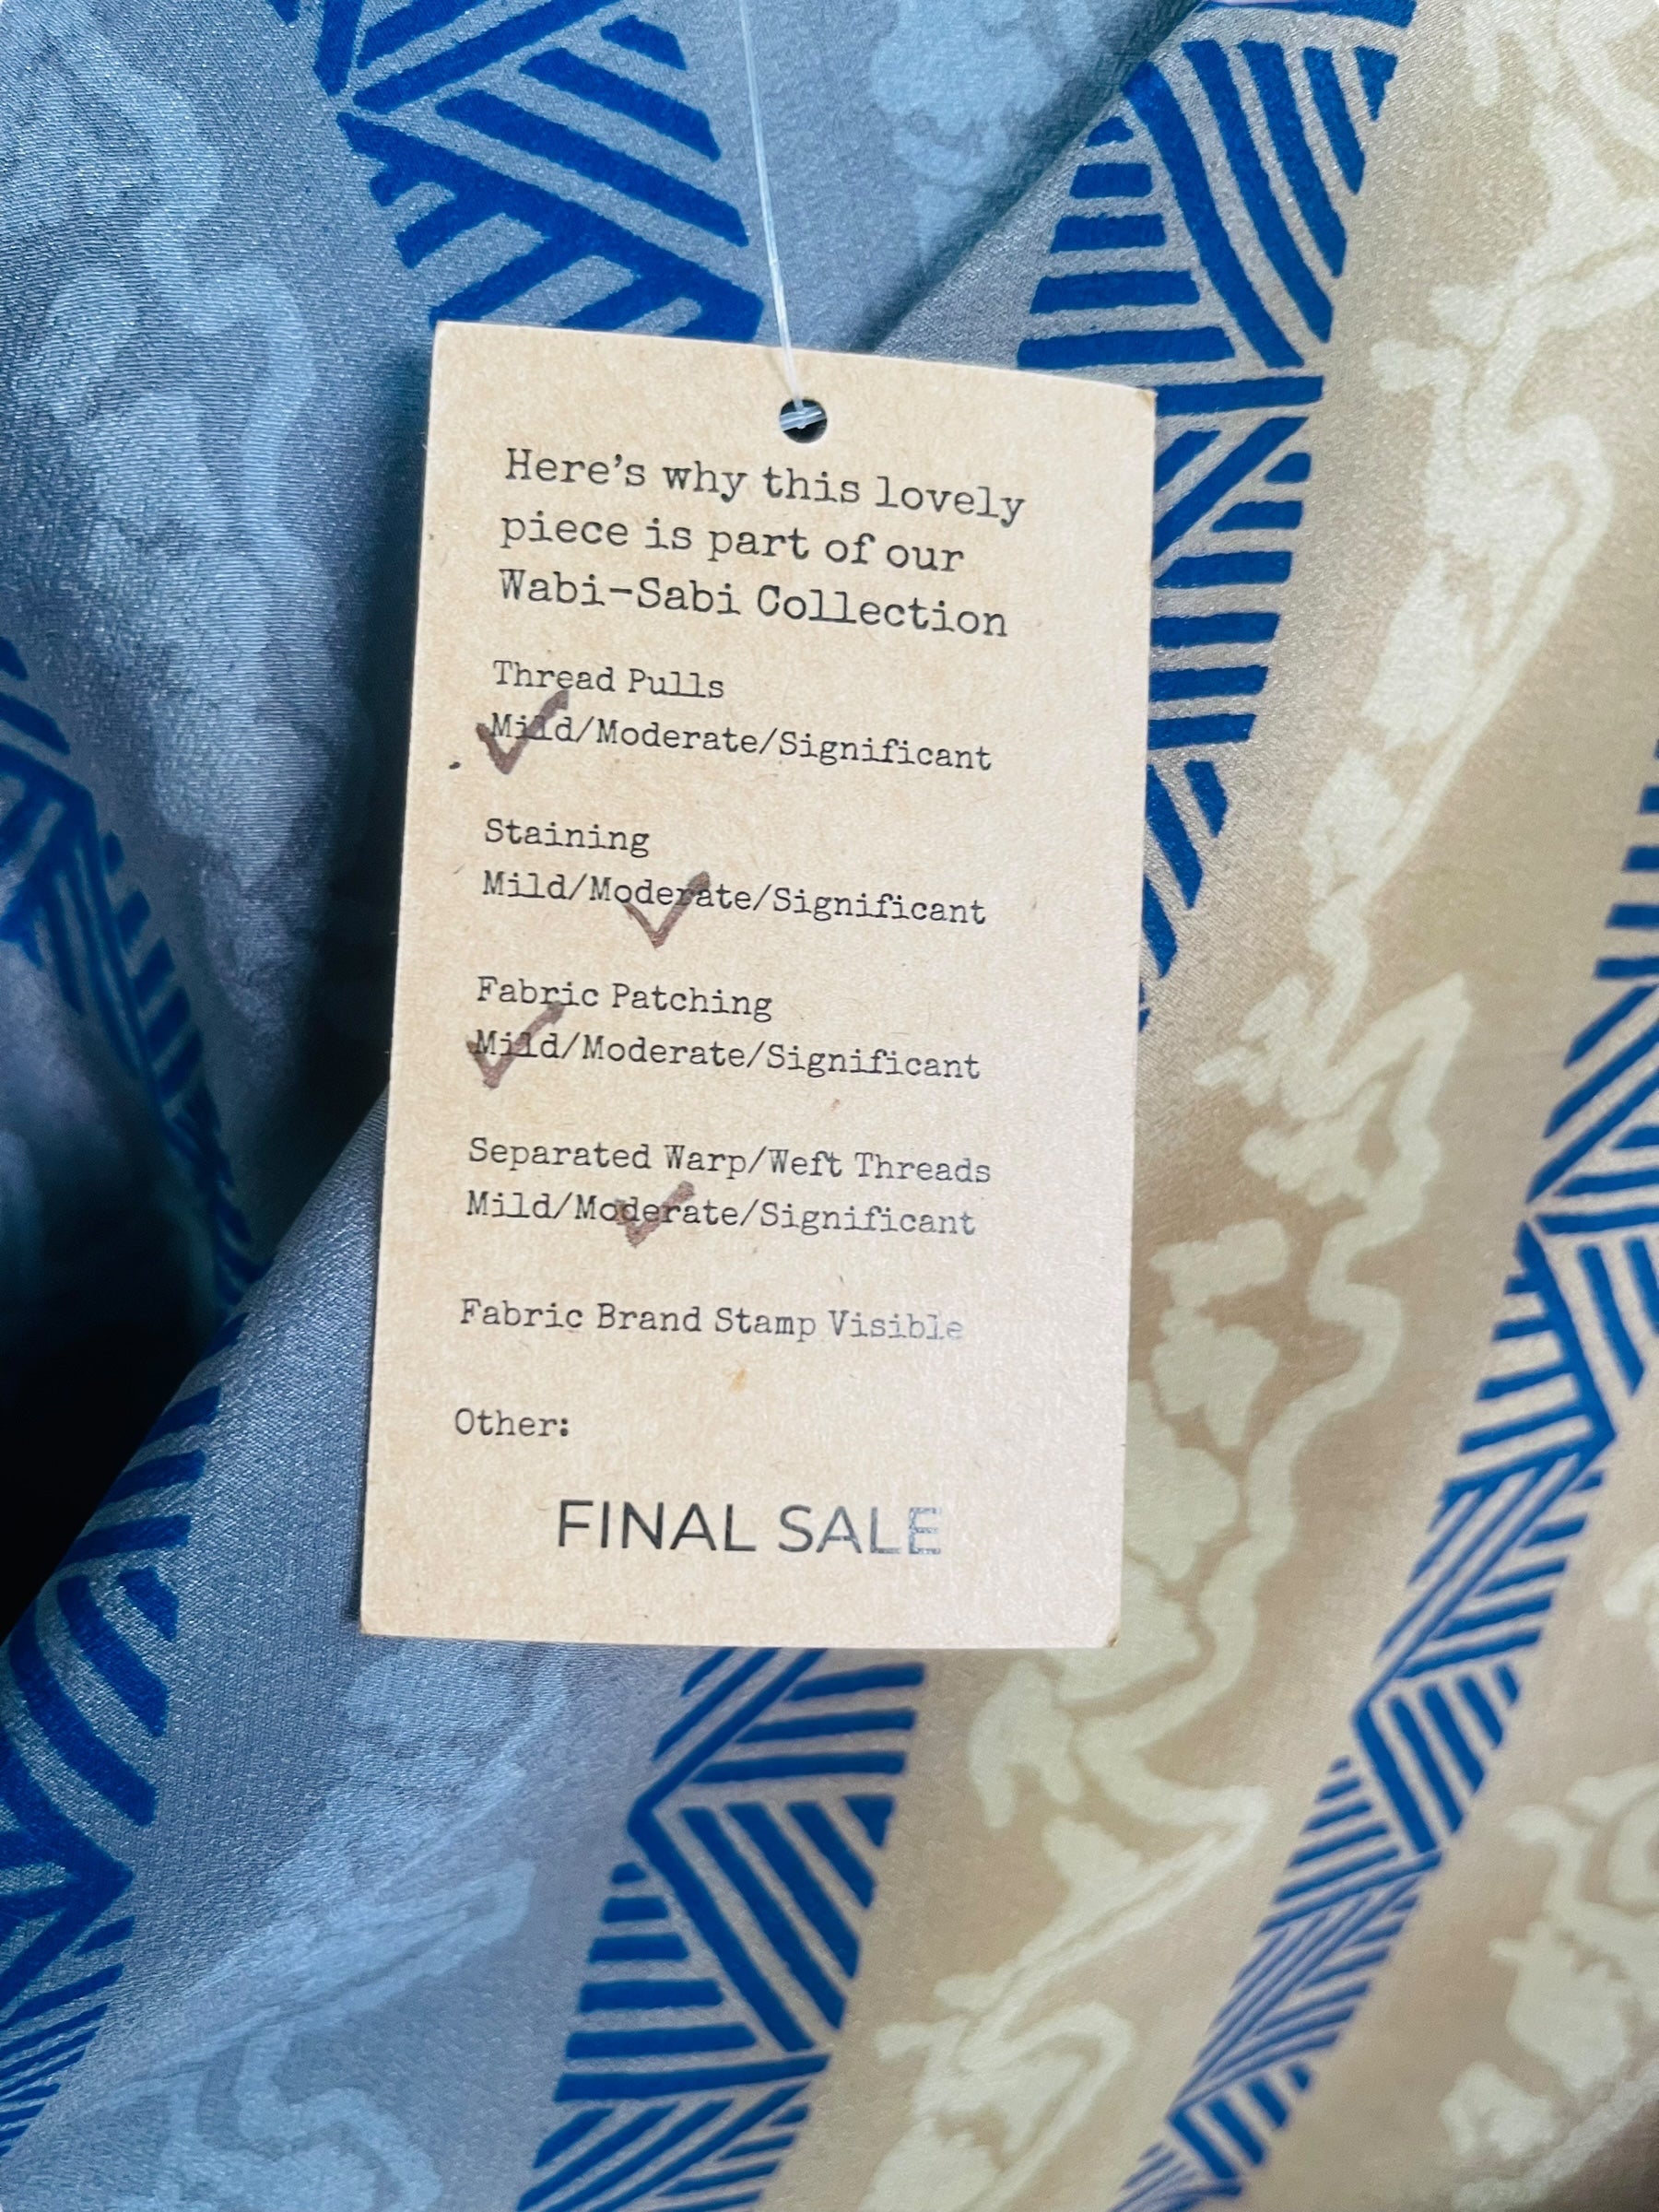 Here's why this lovely
piece is part of our
Wabi-Sabi Collection
Thread Pulls
Mild/Moderate/Significant
Staining
Mild/Moderate/Significant
Fabric Patching
Mild/Moderate/Significant
Separated Warp/Weft Threads
Mild/Moderate/Significant
Fabric Brand Stamp Visible
Other:
FINAL SALE